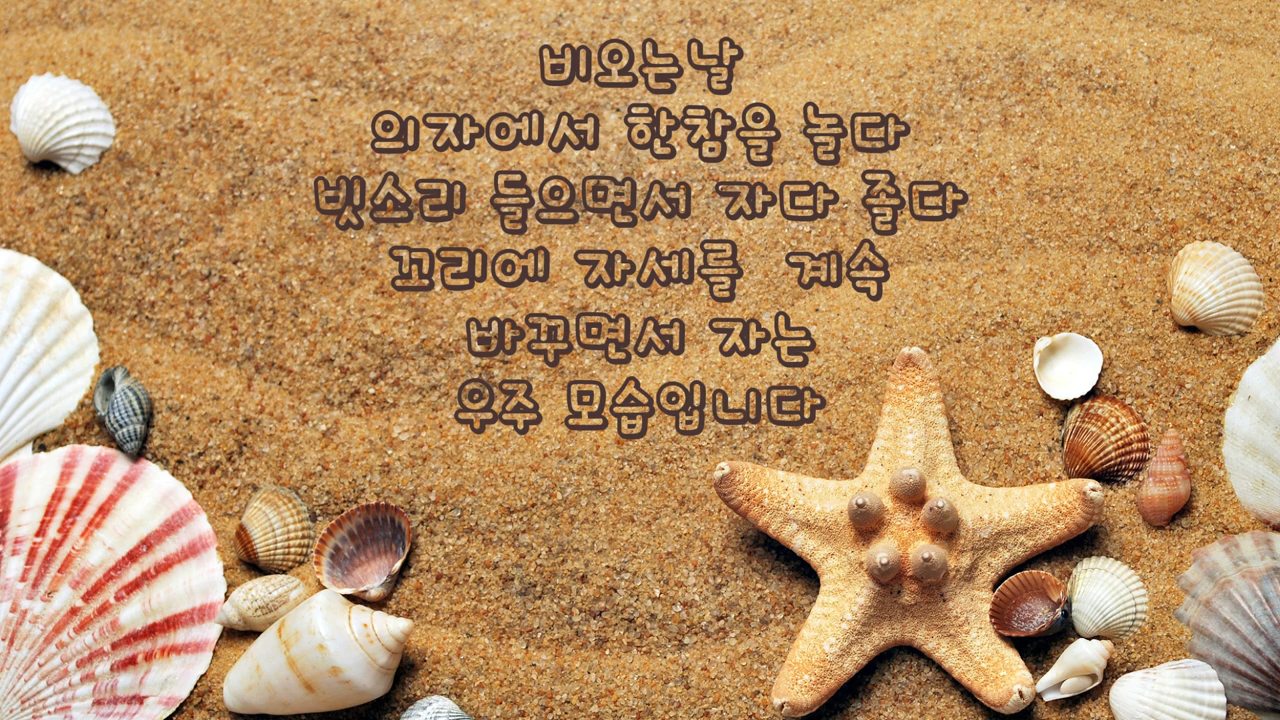 비오는날
의자에서 한참을 놀다
빗소리 들으면서 자다 졸다
꼬리에 자세를 계속
바꾸면서 자는
우주 모습입니다